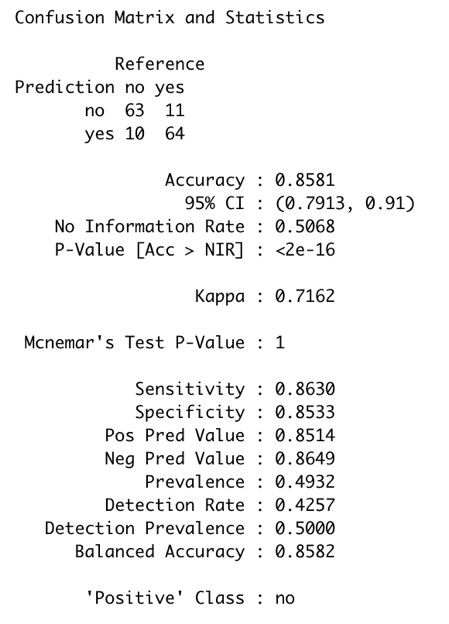 Confusion Matrix and Statistics
Reference
Prediction no yes
no 63 11
yes 10 64
Accuracy : 0.8581
95% CI : (0.7913, 0.91)
No Information Rate : 0.5068
P-Value [Acc > NIR] : <2e-16
Kappa : 0.7162
Mcnemar's Test P-Value : 1
Sensitivity : 0.8630
Specificity : 0.8533
Pos Pred Value : 0.8514
Neg Pred Value : 0.8649
Prevalence : 0.4932
Detection Rate : 0.4257
Detection Prevalence : 0.5000
Balanced Accuracy : 0.8582
'Positive' Class : no